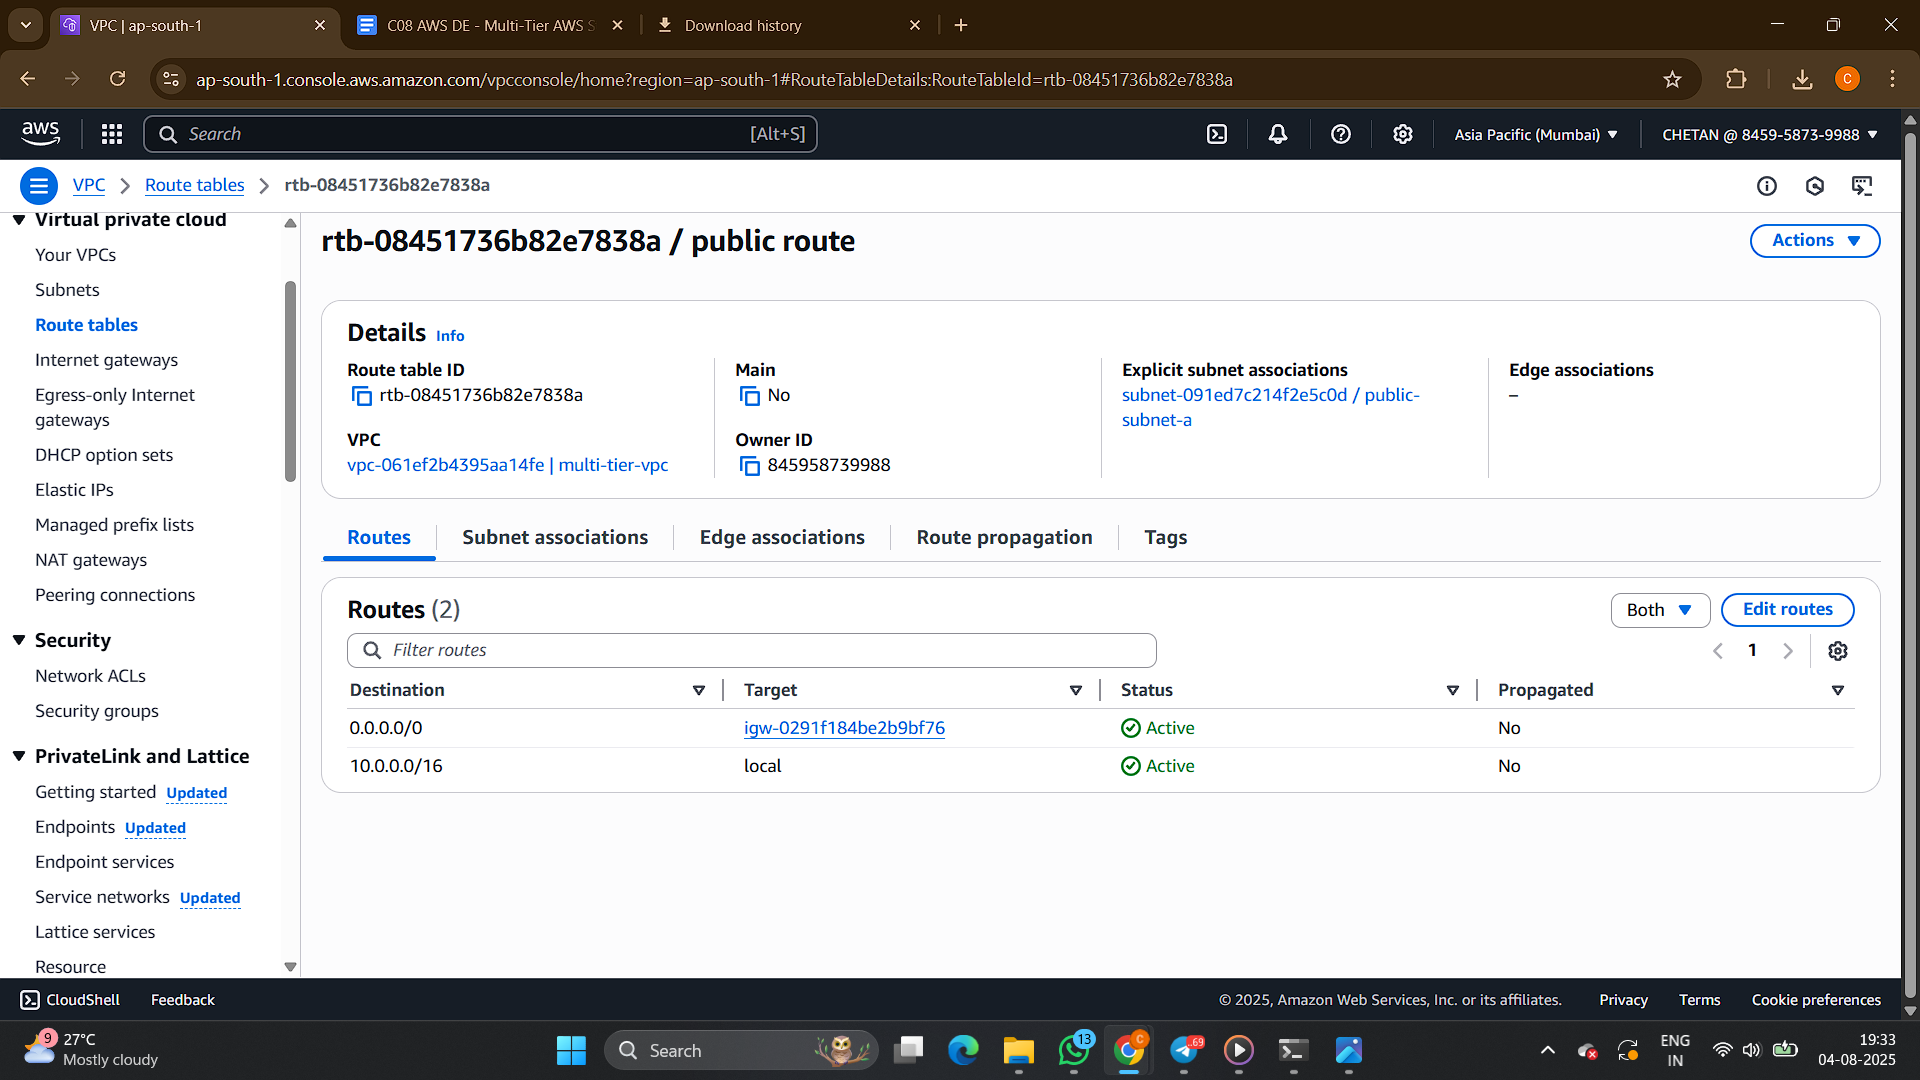 VPC | ap-south-1
C08 AWS DE - Multi-Tier AWS S
Download history
ap-south-1.console.aws.amazon.com/vpcconsole/home?region=ap-south-1#RouteTableDetails:RouteTableId=rtb-08451736b82e7838a
C
aws
Search
[Alt+S]
Asia Pacific (Mumbai)
CHETAN @ 8459-5873-9988
VPC
Route tables
rtb-08451736b82e7838a
Virtual private cloud
Your VPCs
Subnets
Route tables
Internet gateways
Egress-only Internet
gateways
DHCP option sets
Elastic IPs
Managed prefix lists
NAT gateways
Peering connections
Security
Network ACLs
Security groups
PrivateLink and Lattice
Getting started Updated
Endpoints Updated
Endpoint services
Service networks Updated
Lattice services
Resource
rtb-08451736b82e7838a / public route
Actions
Details Info
Route table ID
rtb-08451736b82e7838a
Main
No
Explicit subnet associations
subnet-091ed7c214f2e5c0d / public-
subnet-a
Edge associations
–
VPC
vpc-061ef2b4395aa14fe | multi-tier-vpc
Owner ID
845958739988
Routes
Subnet associations
Edge associations
Route propagation
Tags
Routes (2)
Both
Edit routes
Filter routes
1
Destination Target Status Propagated
0.0.0.0/0 igw-0291f184be2b9bf76 Active No
10.0.0.0/16 local Active No
CloudShell
Feedback
© 2025, Amazon Web Services, Inc. or its affiliates.
Privacy
Terms
Cookie preferences
9
27°C
Mostly cloudy
Search
13
C
.69
ENG
IN
19:33
04-08-2025